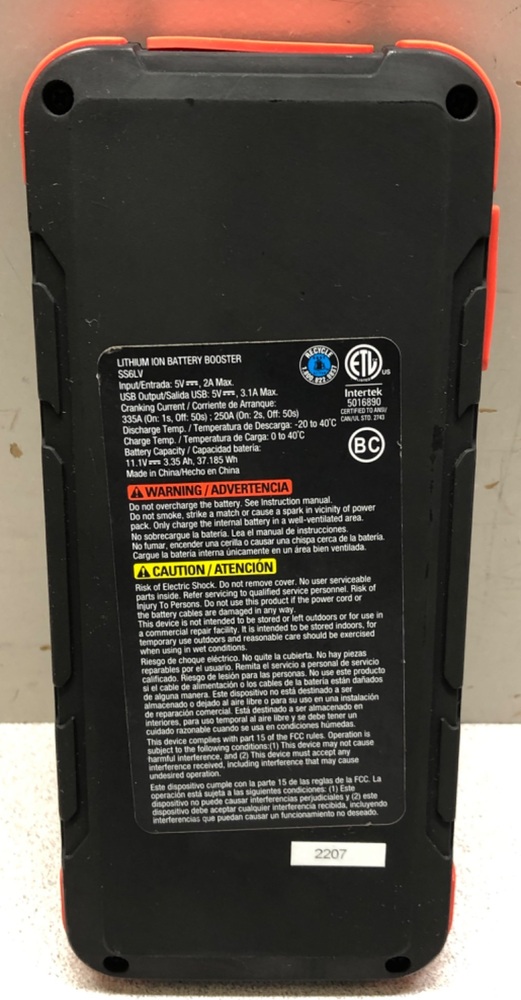 LITHIUM ION BATTERY BOOSTER
SS6LV
Input/Entrada: 5V⎓, 2A Max.
USB Output/Salida USB: 5V⎓, 3.1A Max.
Cranking Current / Corriente de Arranque:
335A (On: 1s, Off: 50s) ; 250A (On: 2s, Off: 50s)
Discharge Temp. / Temperatura de Descarga: -20 to 40°C
Charge Temp. / Temperatura de Carga: 0 to 40°C
Battery Capacity / Capacidad bateria:
11.1V⎓ 3.35 Ah, 37.185 Wh
Made in China/Hecho en China
RECYCLE
1.800.822.8837
ETL
US
Intertek
5016890
CERTIFIED TO ANSI/
CAN/UL STD. 2743
BC
WARNING / ADVERTENCIA
Do not overcharge the battery. See Instruction manual.
Do not smoke, strike a match or cause a spark in vicinity of power
pack. Only charge the internal battery in a well-ventilated area.
No sobrecargue la batería. Lea el manual de instrucciones.
No fumar, encender una cerilla o causar una chispa cerca de la batería.
Cargue la batería interna únicamente en un área bien ventilada.
CAUTION / ATENCIÓN
Risk of Electric Shock. Do not remove cover. No user serviceable
parts inside. Refer servicing to qualified service personnel. Risk of
Injury To Persons. Do not use this product if the power cord or
the battery cables are damaged in any way.
This device is not intended to be stored or left outdoors or for use in
a commercial repair facility. It is intended to be stored indoors, for
temporary use outdoors and reasonable care should be exercised
when using in wet conditions.
Riesgo de choque eléctrico. No quite la cubierta. No hay piezas
reparables por el usuario. Remita el servicio a personal de servicio
calificado. Riesgo de lesión para las personas. No use este producto
si el cable de alimentación o los cables de la batería están dañados
de alguna manera. Este dispositivo no está destinado a ser
almacenado o dejado al aire libre o para su uso en una instalación
de reparación comercial. Está destinado a ser almacenado en
interiores, para uso temporal al aire libre y se debe tener un
cuidado razonable cuando se usa en condiciones húmedas.
This device complies with part 15 of the FCC rules. Operation is
subject to the following conditions:(1) This device may not cause
harmful interference, and (2) This device must accept any
interference received, including interference that may cause
undesired operation.
Este dispositivo cumple con la parte 15 de las reglas de la FCC. La
operación está sujeta a las siguientes condiciones: (1) Este
dispositivo no puede causar interferencias perjudiciales y (2) este
dispositivo debe aceptar cualquier interferencia recibida, incluyendo
interferencias que puedan causar un funcionamiento no deseado.
2207